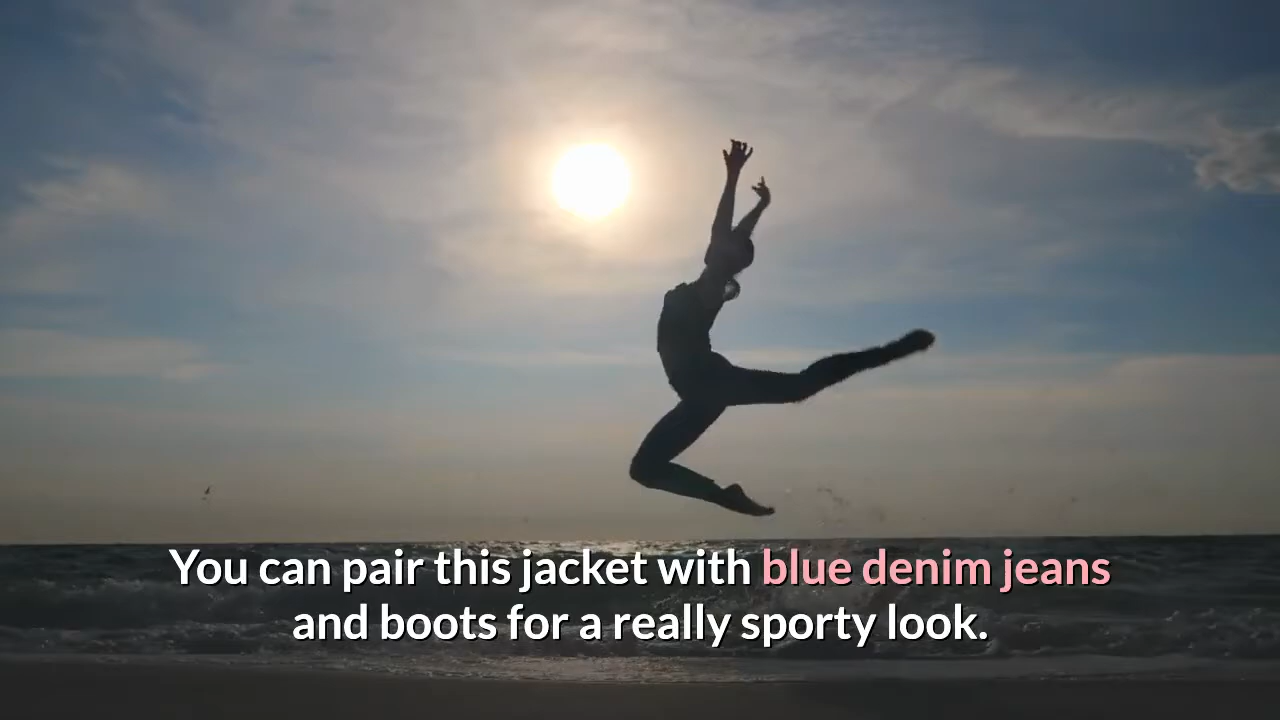 You can pair this jacket with blue denim jeans
and boots for a really sporty look.